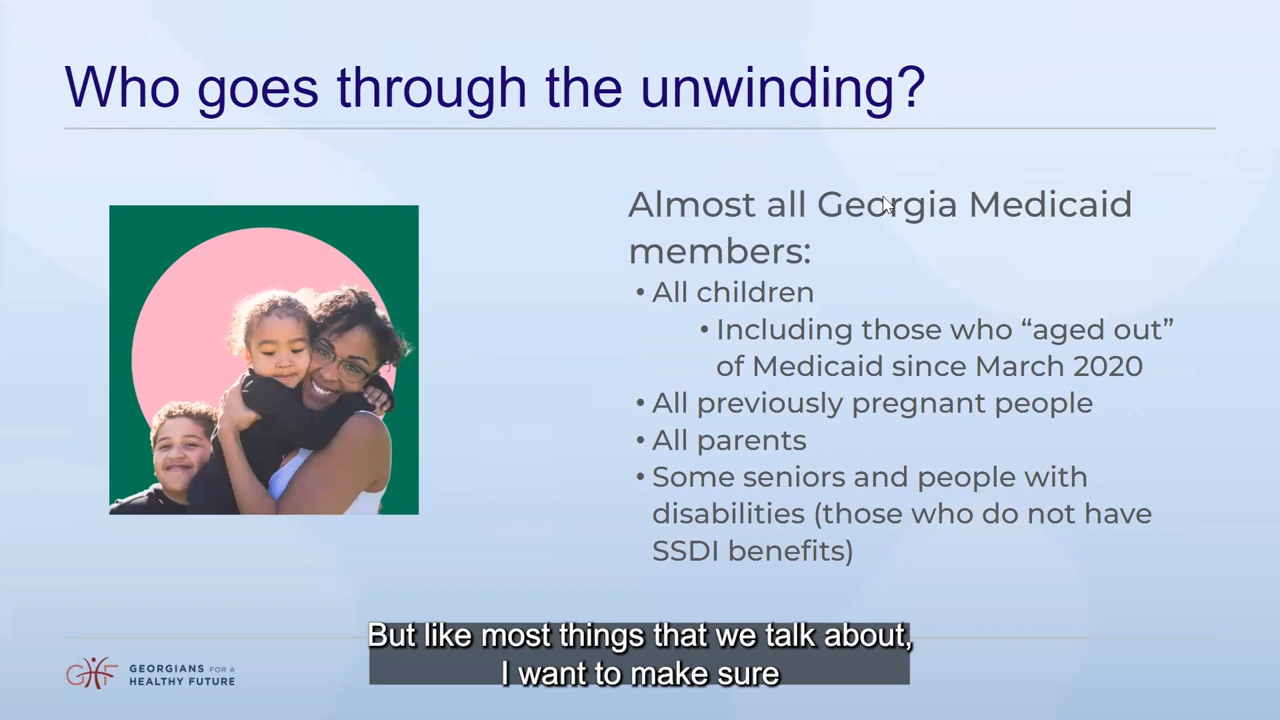 Who goes through the unwinding?
Almost all Georgia Medicaid
members:
• All children
• Including those who “aged out”
of Medicaid since March 2020
• All previously pregnant people
• All parents
• Some seniors and people with
disabilities (those who do not have
SSDI benefits)
But like most things that we talk about,
I want to make sure
GHF
GEORGIANS FOR A
HEALTHY FUTURE